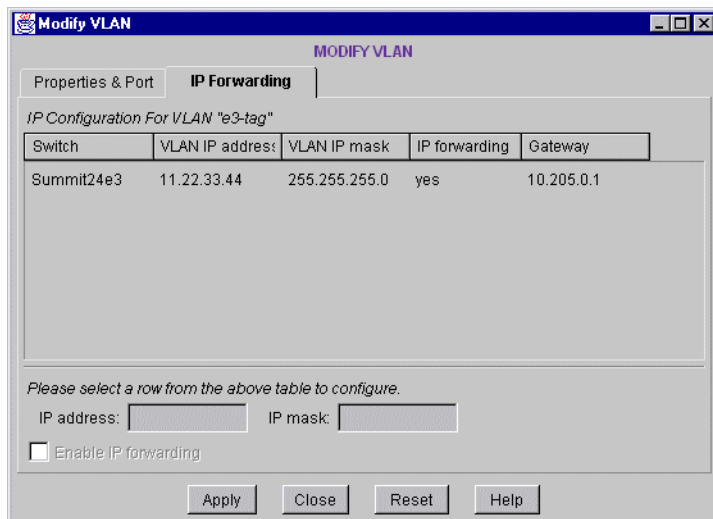 Modify VLAN
MODIFY VLAN
Properties & Port IP Forwarding
IP Configuration For VLAN "e3-tag"
Switch VLAN IP address VLAN IP mask IP forwarding Gateway
Summit24e3 11.22.33.44 255.255.255.0 yes 10.205.0.1
Please select a row from the above table to configure.
IP address: IP mask:
Enable IP forwarding
Apply Close Reset Help